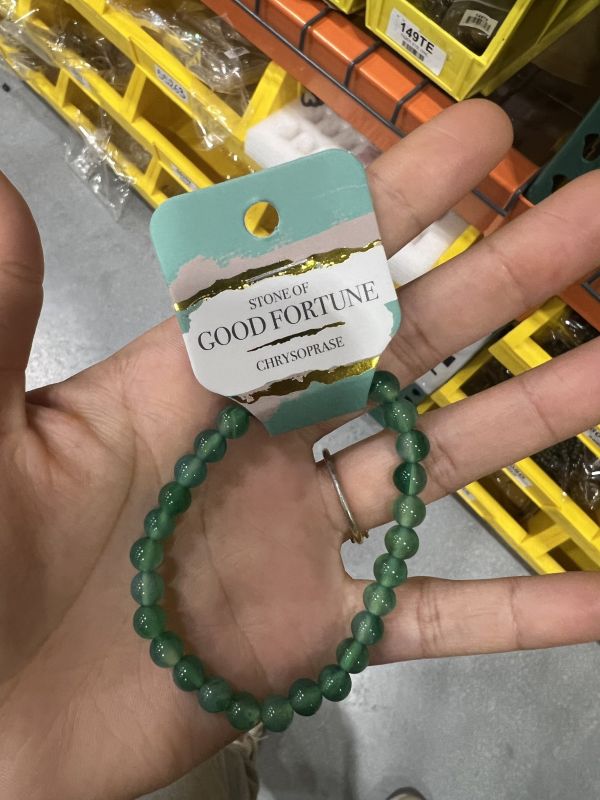 149TE
STONE OF
GOOD FORTUNE
CHRYSOPRASE